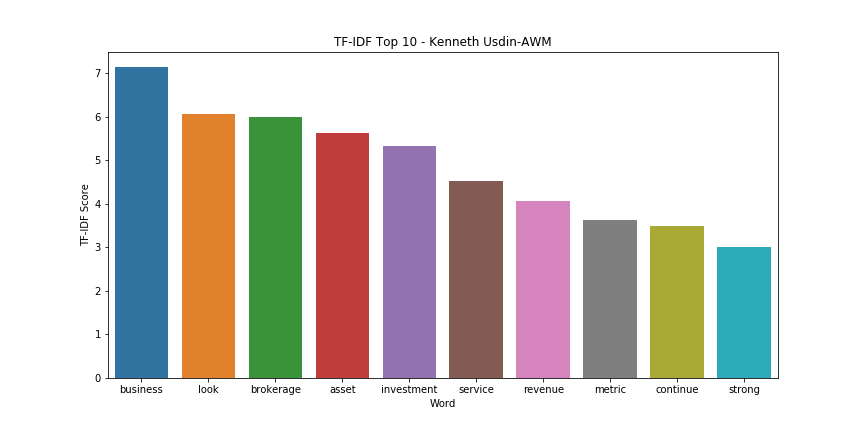 TF-IDF Top 10 - Kenneth Usdin-AWM
7
6
5
4
3
2
1
0
TF-IDF Score
business look brokerage asset investment service revenue metric continue strong
Word